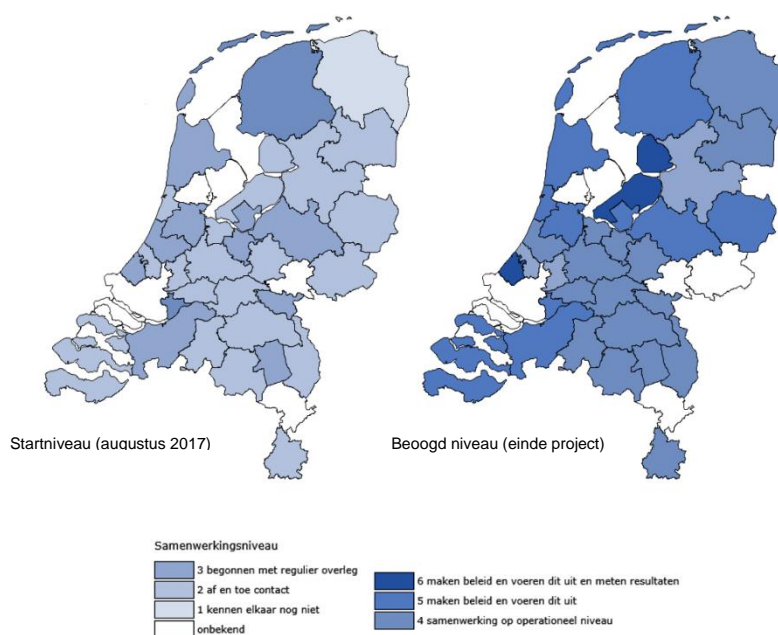 Startniveau (augustus 2017)
Beoogd niveau (einde project)
Samenwerkingsniveau
3 begonnen met regulier overleg
2 af en toe contact
1 kennen elkaar nog niet
onbekend
6 maken beleid en voeren dit uit en meten resultaten
5 maken beleid en voeren dit uit
4 samenwerking op operationeel niveau